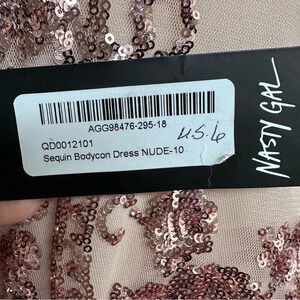 AGG98476-295-18
QD0012101
U.S. 6
Sequin Bodycon Dress NUDE-10
NASTY GAL